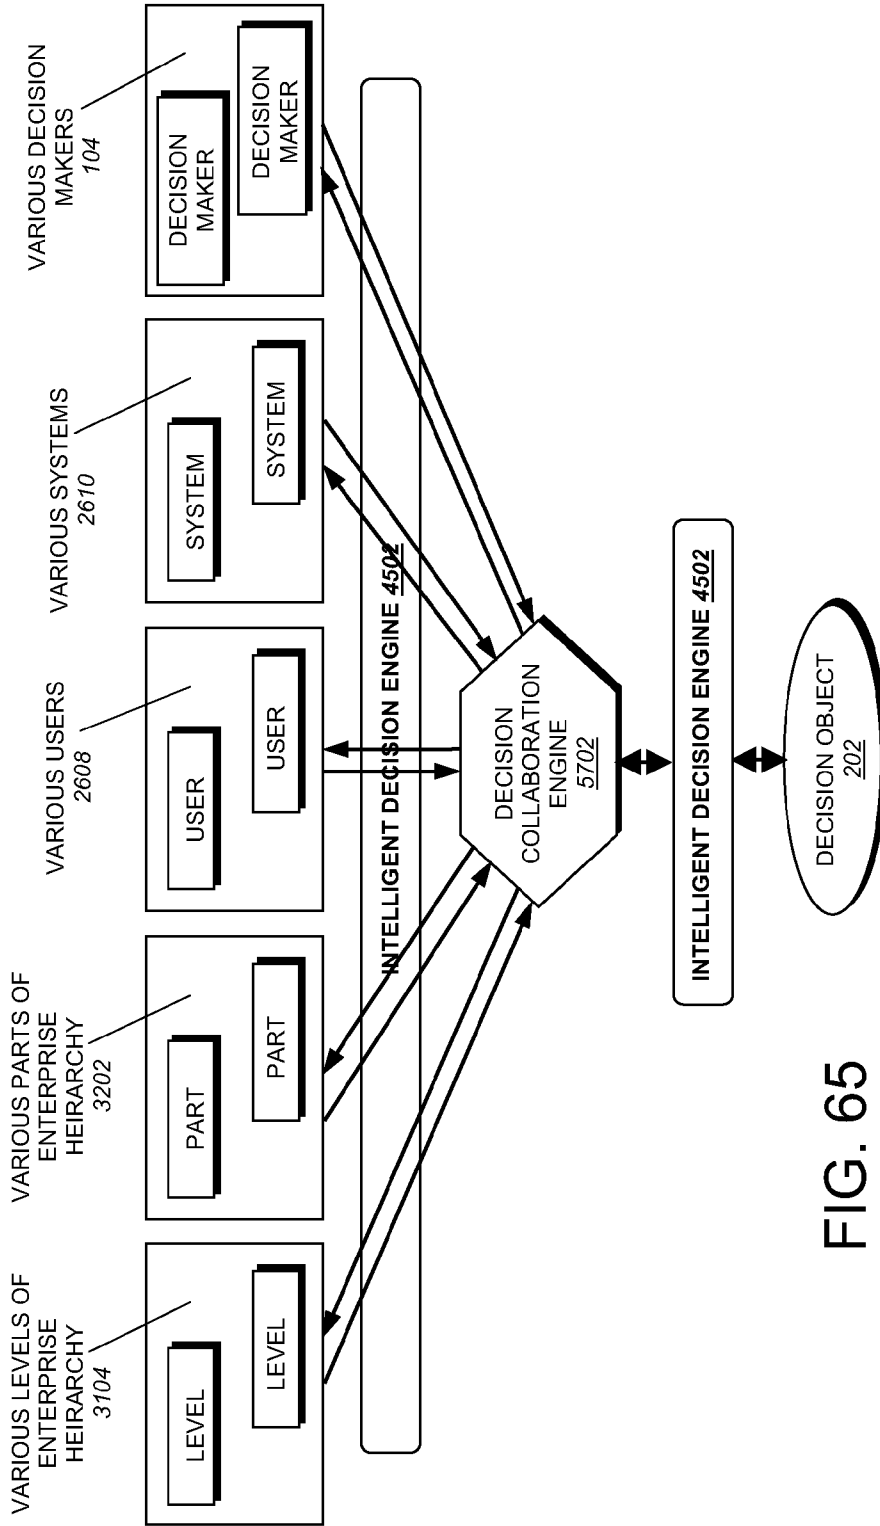 VARIOUS LEVELS OF
ENTERPRISE
HEIRARCHY
3104
LEVEL
LEVEL
VARIOUS PARTS OF
ENTERPRISE
HEIRARCHY
3202
PART
PART
VARIOUS USERS
2608
USER
USER
VARIOUS SYSTEMS
2610
SYSTEM
SYSTEM
VARIOUS DECISION
MAKERS
104
DECISION
MAKER
DECISION
MAKER
INTELLIGENT DECISION ENGINE 4502
DECISION
COLLABORATION
ENGINE
5702
INTELLIGENT DECISION ENGINE 4502
DECISION OBJECT
202
FIG. 65